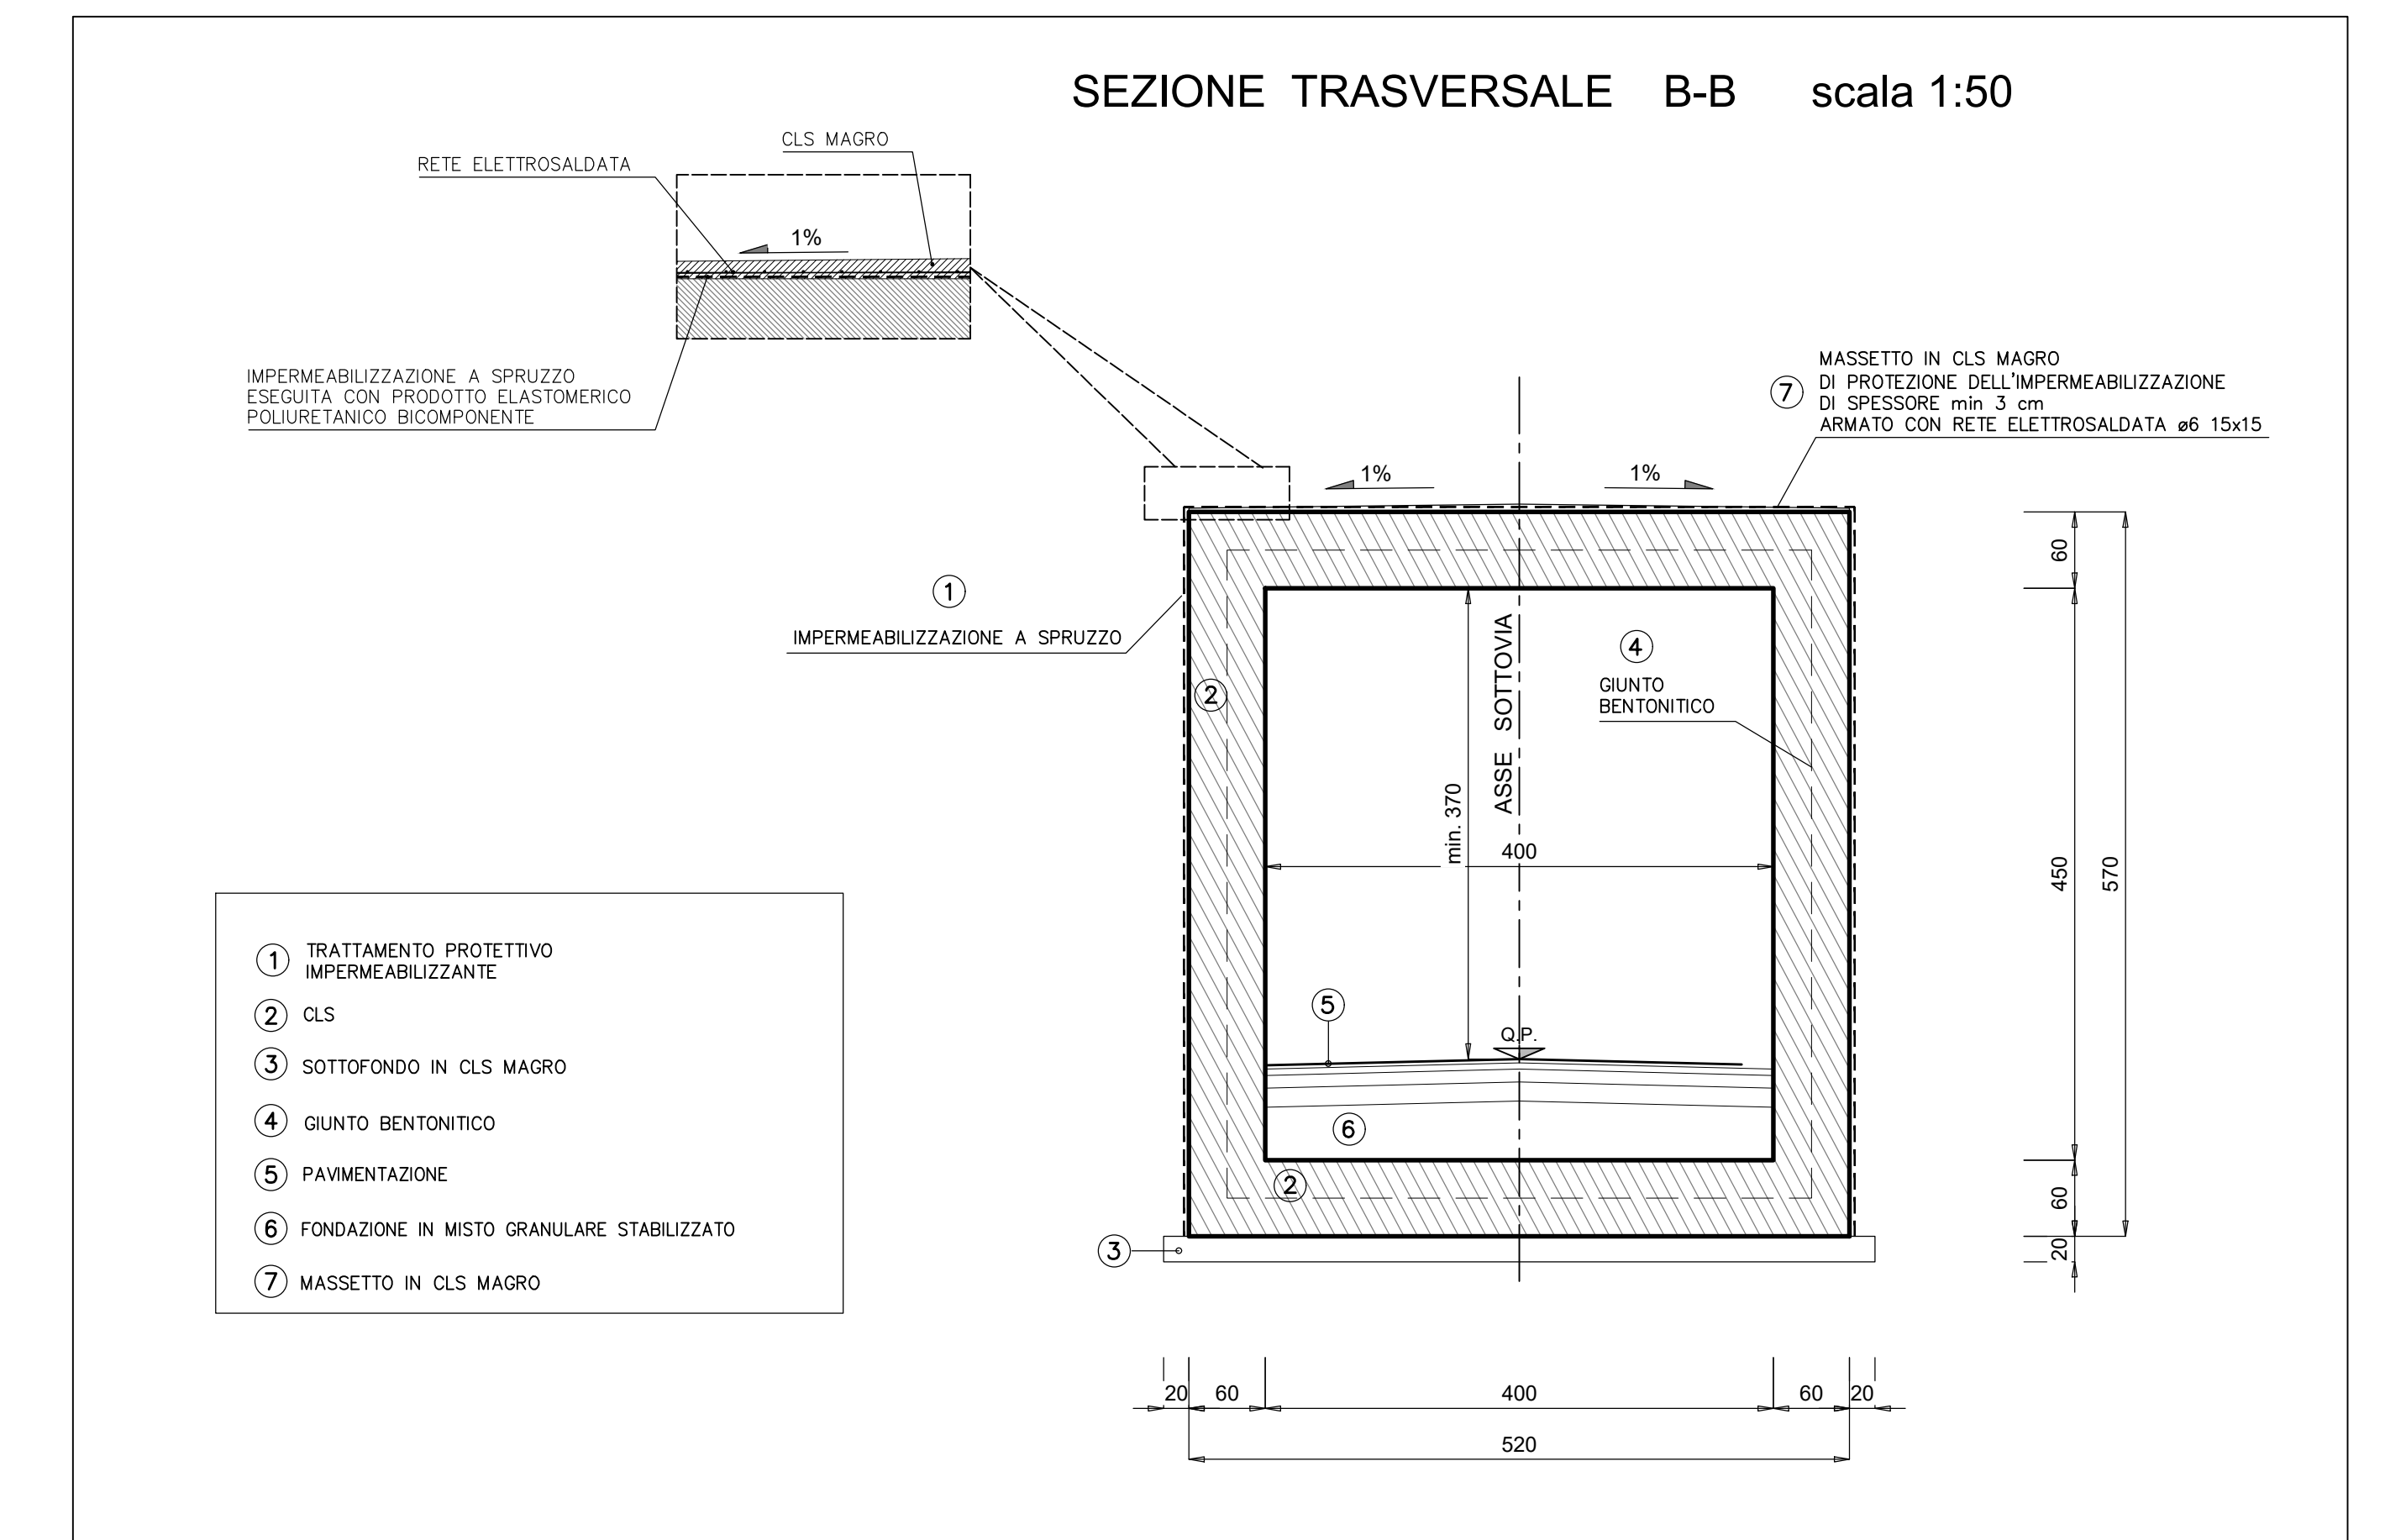 SEZIONE TRASVERSALE B-B scala 1:50
CLS MAGRO
RETE ELETTROSALDATA
1%
IMPERMEABILIZZAZIONE A SPRUZZO
ESEGUITA CON PRODOTTO ELASTOMERICO
POLIURETANICO BICOMPONENTE
7
MASSETTO IN CLS MAGRO
DI PROTEZIONE DELL'IMPERMEABILIZZAZIONE
DI SPESSORE min 3 cm
ARMATO CON RETE ELETTROSALDATA ø6 15x15
1%
1%
60
1
IMPERMEABILIZZAZIONE A SPRUZZO
2
ASSE SOTTOVIA
4
GIUNTO
BENTONITICO
min. 370
400
450
570
5
Q.P.
6
2
60
3
20
1 TRATTAMENTO PROTETTIVO
IMPERMEABILIZZANTE
2 CLS
3 SOTTOFONDO IN CLS MAGRO
4 GIUNTO BENTONITICO
5 PAVIMENTAZIONE
6 FONDAZIONE IN MISTO GRANULARE STABILIZZATO
7 MASSETTO IN CLS MAGRO
20 60 400 60 20
520